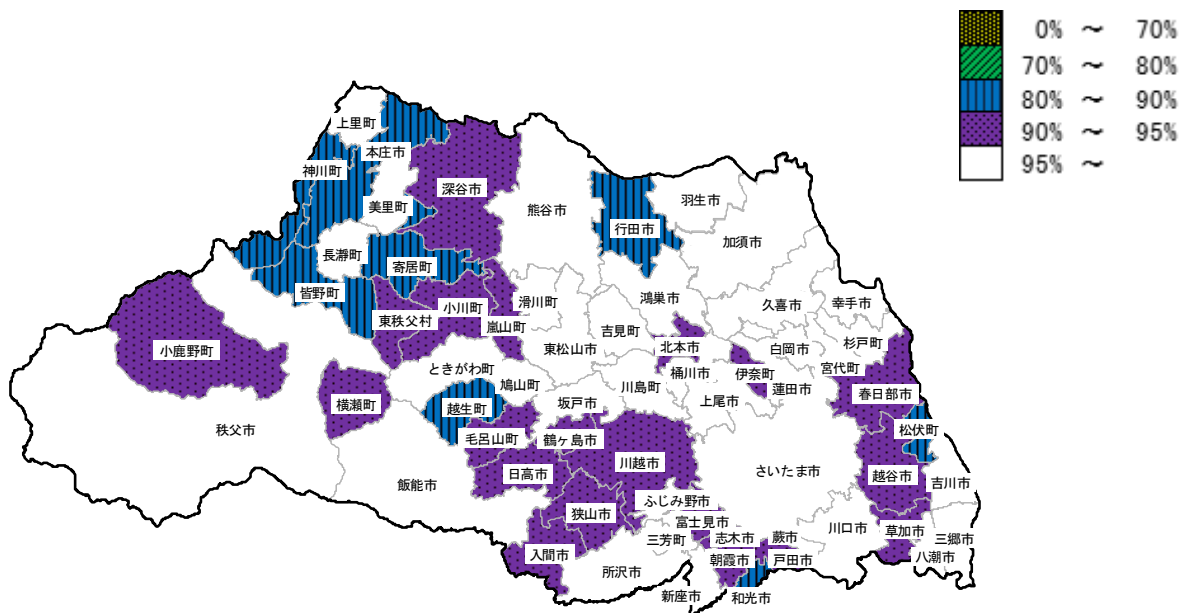 0% ～ 70%
70% ～ 80%
80% ～ 90%
90% ～ 95%
95% ～
上里町
本庄市
神川町
深谷市
美里町
熊谷市
羽生市
行田市
加須市
長瀞町
寄居町
皆野町
小川町
滑川町
鴻巣市
久喜市
幸手市
東秩父村
嵐山町
吉見町
小鹿野町
東松山市
北本市
白岡市
杉戸町
ときがわ町
桶川市
伊奈町
宮代町
鳩山町
川島町
蓮田市
春日部市
横瀬町
越生町
坂戸市
上尾市
秩父市
松伏町
毛呂山町
鶴ヶ島市
川越市
さいたま市
日高市
越谷市
吉川市
飯能市
ふじみ野市
狭山市
富士見市
川口市
草加市
三芳町
志木市
蕨市
三郷市
入間市
朝霞市
戸田市
八潮市
所沢市
新座市
和光市